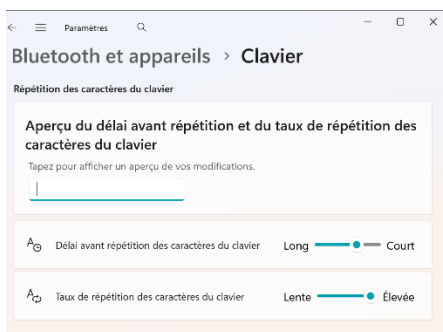 Paramètres
Bluetooth et appareils > Clavier
Répétition des caractères du clavier
Aperçu du délai avant répétition et du taux de répétition des
caractères du clavier
Tapez pour afficher un aperçu de vos modifications.
Délai avant répétition des caractères du clavier Long Court
Taux de répétition des caractères du clavier Lente Élevée